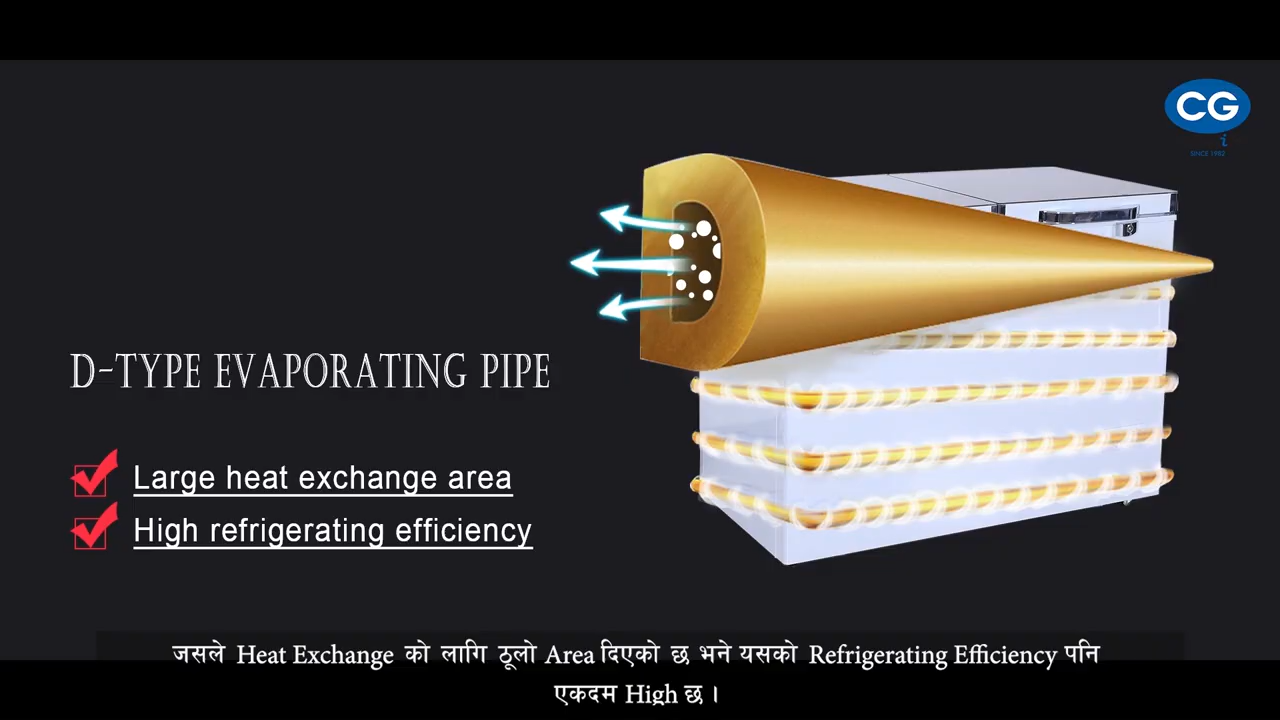 CG
i
SINCE 1982
D-TYPE EVAPORATING PIPE
Large heat exchange area
High refrigerating efficiency
जसले Heat Exchange को लागि ठूलो Area दिएको छ भने यसको Refrigerating Efficiency पनि
एकदम High छ ।